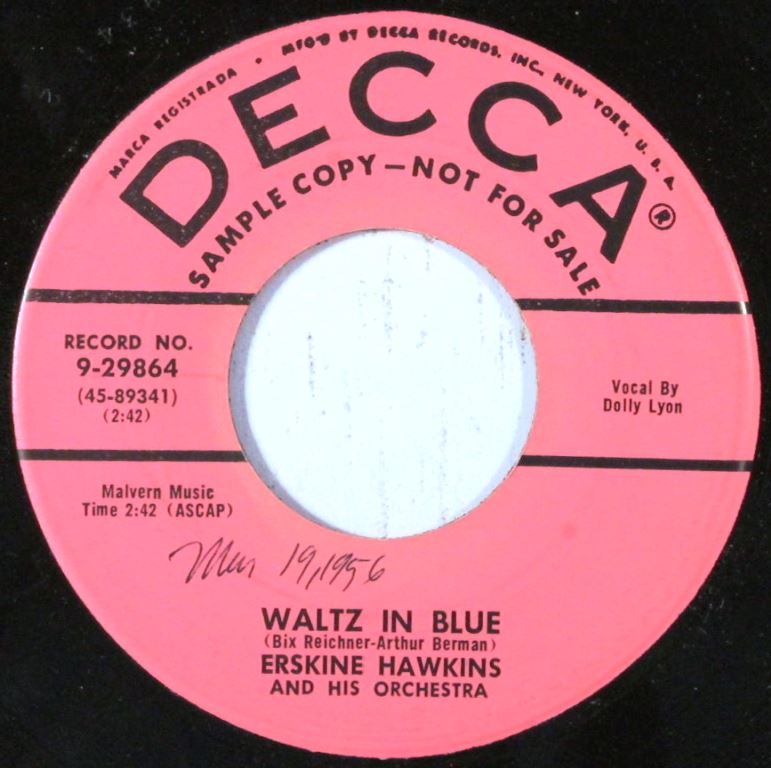 MARCA REGISTRADA • MFG'D BY DECCA RECORDS, INC., NEW YORK, U. S. A.
DECCA®
SAMPLE COPY—NOT FOR SALE
RECORD NO.
9-29864
(45-89341)
(2:42)
Vocal By
Dolly Lyon
Malvern Music
Time 2:42 (ASCAP)
Mar 19, 1956
WALTZ IN BLUE
(Bix Reichner-Arthur Berman)
ERSKINE HAWKINS
AND HIS ORCHESTRA